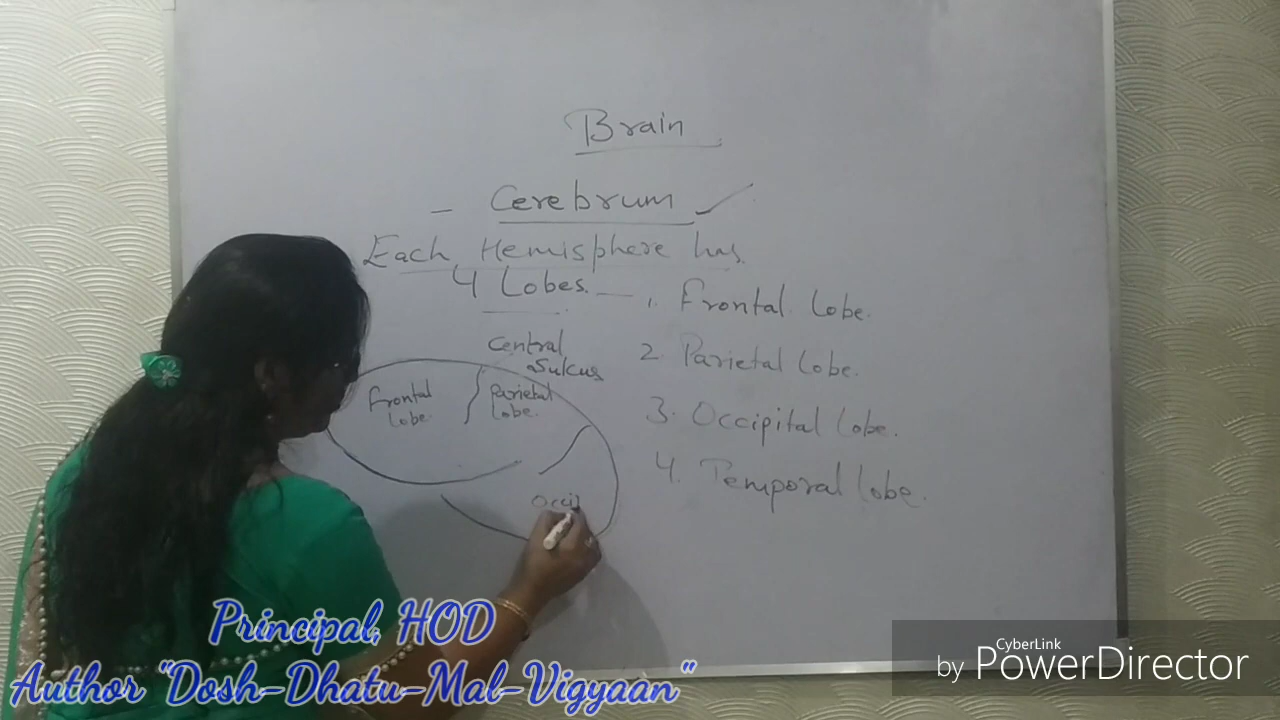 Brain
- Cerebrum ✓
Each Hemisphere has
4 Lobes. — 1. Frontal lobe.
2. Parietal lobe.
3. Occipital lobe.
4. Temporal lobe.
Central
Sulcus
Frontal
lobe
Parietal
lobe.
Occip
Principal, HOD
Author "Dosh-Dhatu-Mal-Vigyaan"
CyberLink
by PowerDirector